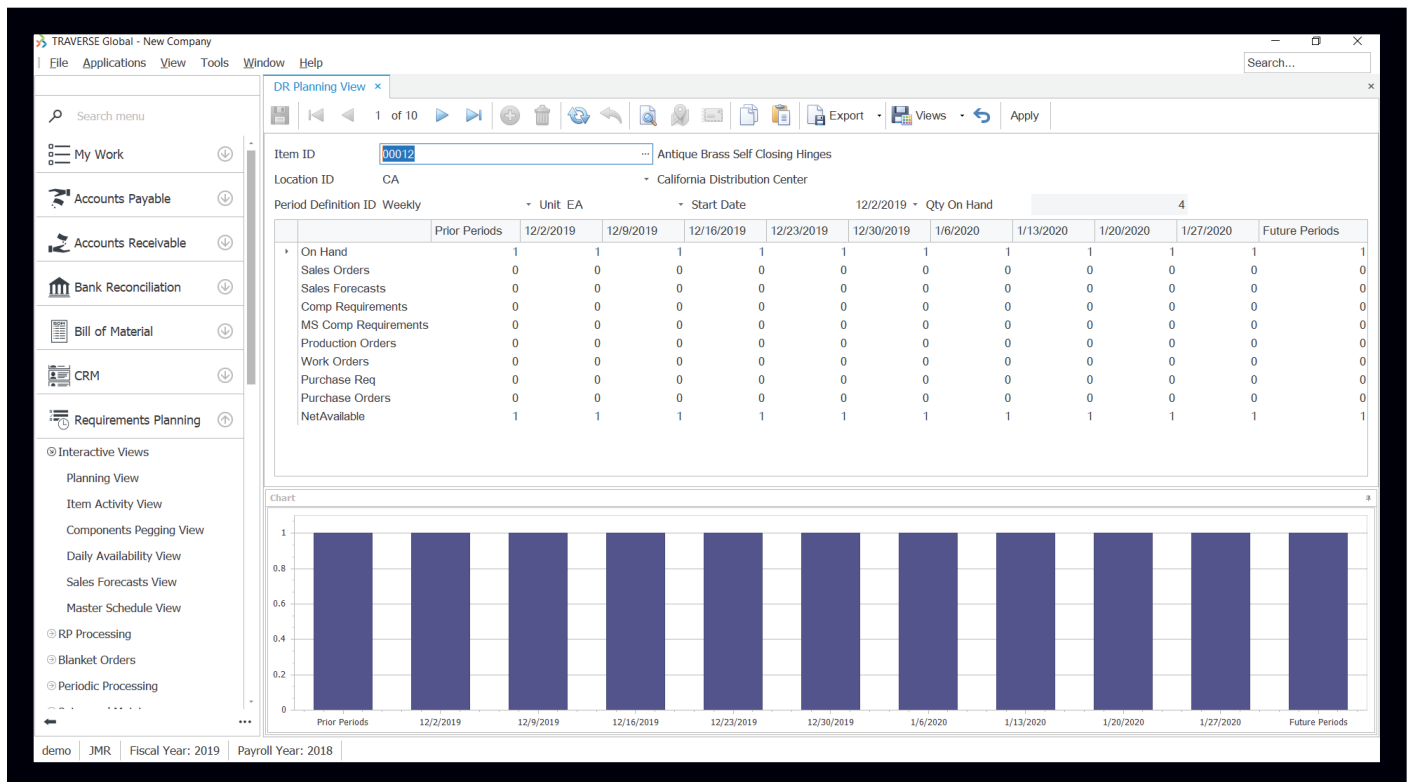 TRAVERSE Global - New Company
File Applications View Tools Window Help
Search...
DR Planning View ×
Search menu
1 of 10
Export
Views
Apply
My Work
Accounts Payable
Accounts Receivable
Bank Reconciliation
Bill of Material
CRM
Requirements Planning
Interactive Views
Planning View
Item Activity View
Components Pegging View
Daily Availability View
Sales Forecasts View
Master Schedule View
RP Processing
Blanket Orders
Periodic Processing
Item ID 00012 ... Antique Brass Self Closing Hinges
Location ID CA California Distribution Center
Period Definition ID Weekly Unit EA Start Date 12/2/2019 Qty On Hand 4
Prior Periods 12/2/2019 12/9/2019 12/16/2019 12/23/2019 12/30/2019 1/6/2020 1/13/2020 1/20/2020 1/27/2020 Future Periods
On Hand 1 1 1 1 1 1 1 1 1 1 1
Sales Orders 0 0 0 0 0 0 0 0 0 0 0
Sales Forecasts 0 0 0 0 0 0 0 0 0 0 0
Comp Requirements 0 0 0 0 0 0 0 0 0 0 0
MS Comp Requirements 0 0 0 0 0 0 0 0 0 0 0
Production Orders 0 0 0 0 0 0 0 0 0 0 0
Work Orders 0 0 0 0 0 0 0 0 0 0 0
Purchase Req 0 0 0 0 0 0 0 0 0 0 0
Purchase Orders 0 0 0 0 0 0 0 0 0 0 0
NetAvailable 1 1 1 1 1 1 1 1 1 1 1
Chart
1
0.8
0.6
0.4
0.2
0
Prior Periods 12/2/2019 12/9/2019 12/16/2019 12/23/2019 12/30/2019 1/6/2020 1/13/2020 1/20/2020 1/27/2020 Future Periods
demo JMR Fiscal Year: 2019 Payroll Year: 2018